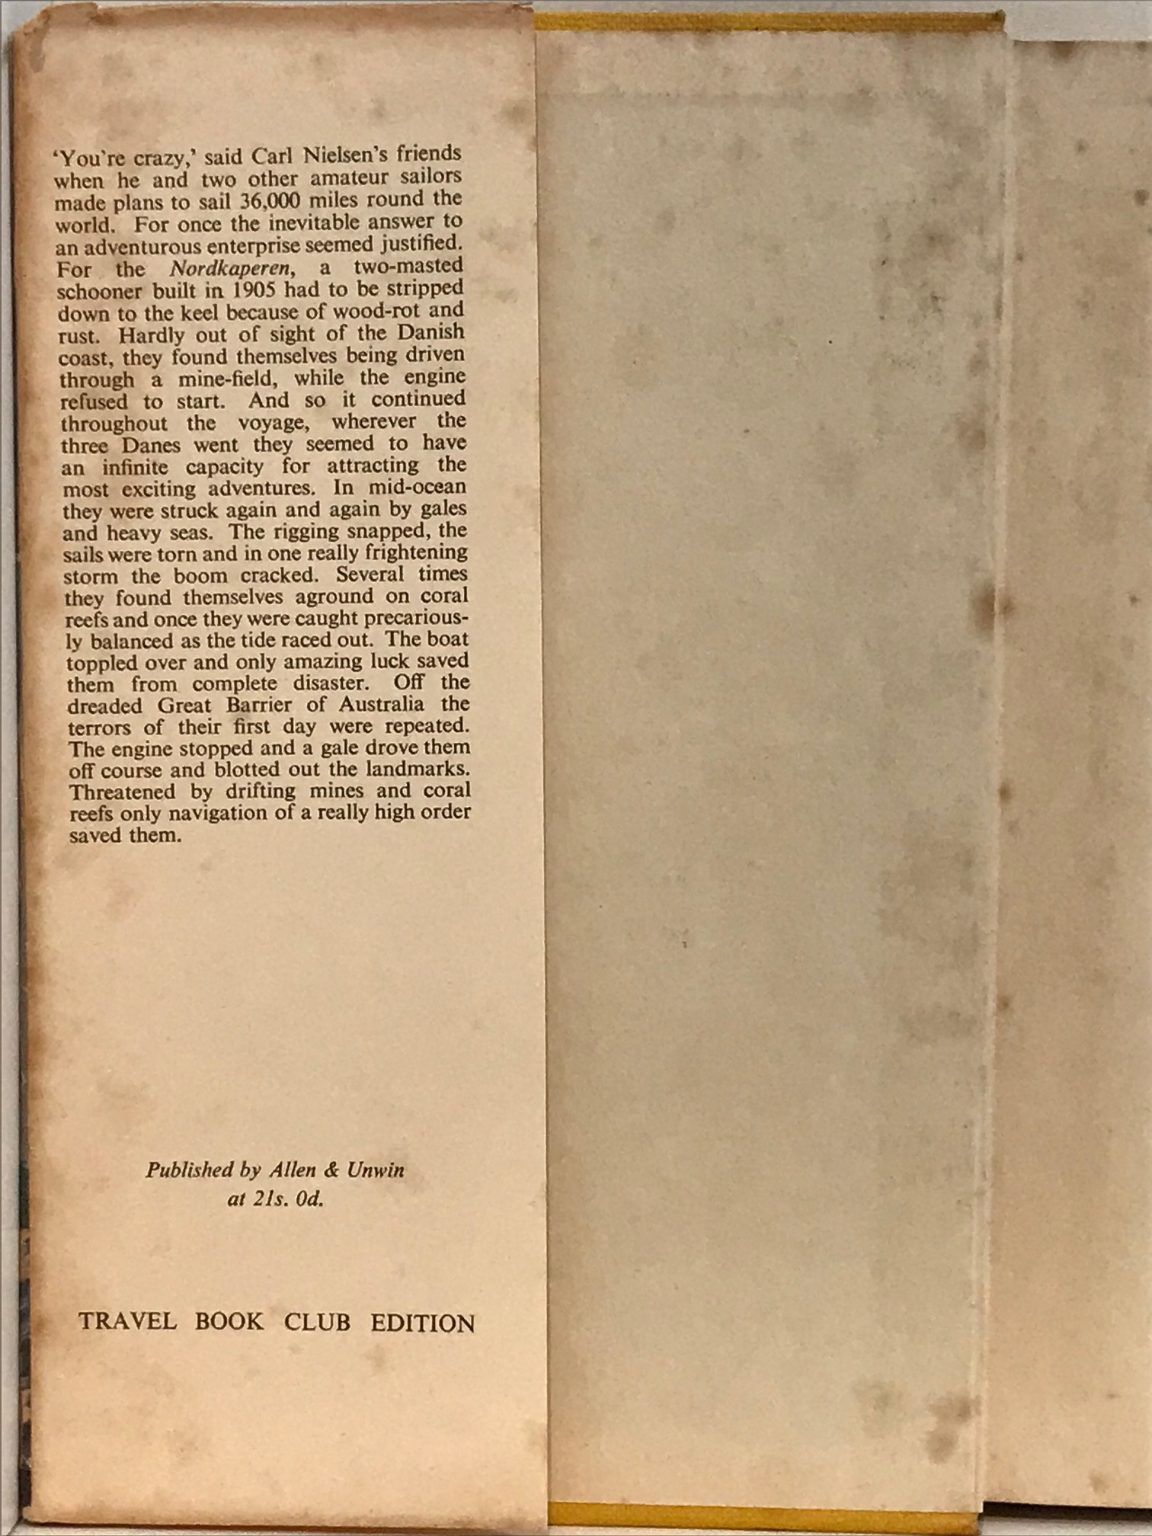 ‘You're crazy,’ said Carl Nielsen's friends
when he and two other amateur sailors
made plans to sail 36,000 miles round the
world. For once the inevitable answer to
an adventurous enterprise seemed justified.
For the Nordkaperen, a two-masted
schooner built in 1905 had to be stripped
down to the keel because of wood-rot and
rust. Hardly out of sight of the Danish
coast, they found themselves being driven
through a mine-field, while the engine
refused to start. And so it continued
throughout the voyage, wherever the
three Danes went they seemed to have
an infinite capacity for attracting the
most exciting adventures. In mid-ocean
they were struck again and again by gales
and heavy seas. The rigging snapped, the
sails were torn and in one really frightening
storm the boom cracked. Several times
they found themselves aground on coral
reefs and once they were caught precarious-
ly balanced as the tide raced out. The boat
toppled over and only amazing luck saved
them from complete disaster. Off the
dreaded Great Barrier of Australia the
terrors of their first day were repeated.
The engine stopped and a gale drove them
off course and blotted out the landmarks.
Threatened by drifting mines and coral
reefs only navigation of a really high order
saved them.
Published by Allen & Unwin
at 21s. 0d.
TRAVEL BOOK CLUB EDITION